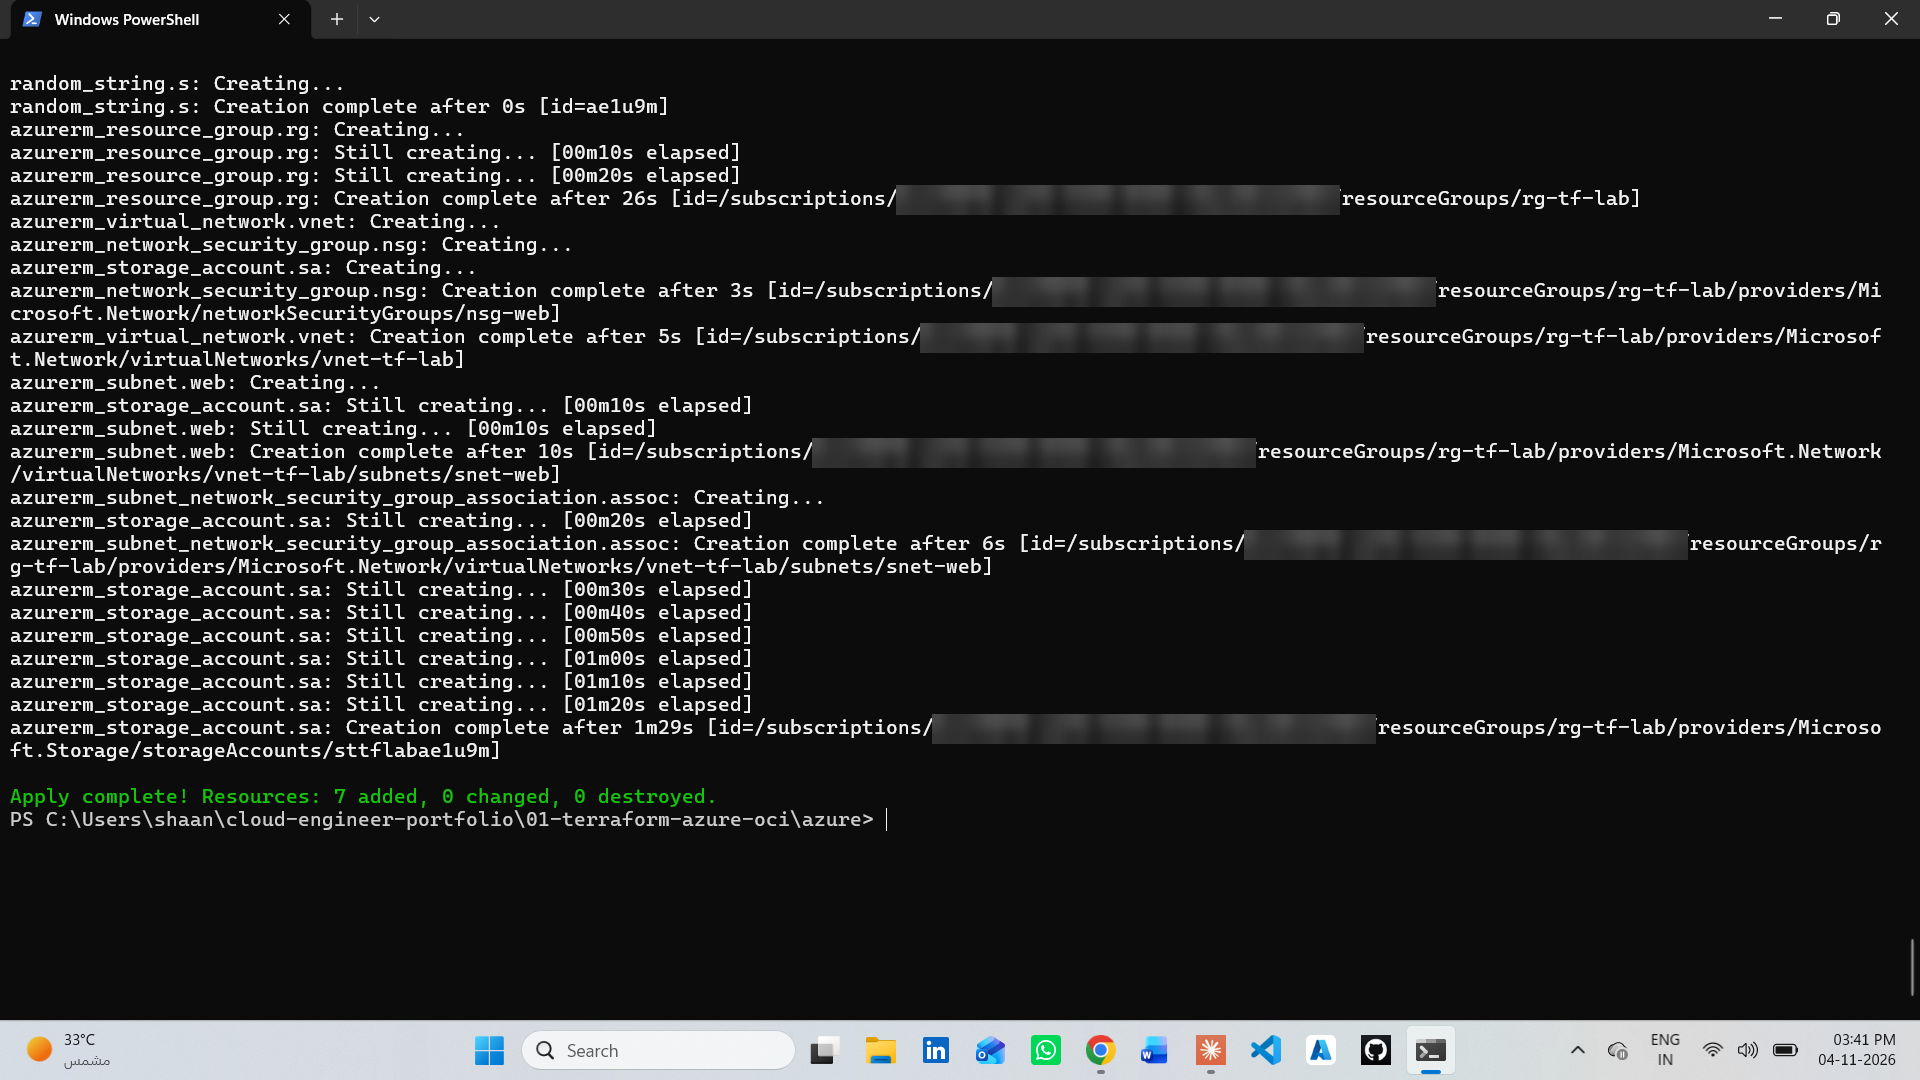 Windows PowerShell
random_string.s: Creating...
random_string.s: Creation complete after 0s [id=ae1u9m]
azurerm_resource_group.rg: Creating...
azurerm_resource_group.rg: Still creating... [00m10s elapsed]
azurerm_resource_group.rg: Still creating... [00m20s elapsed]
azurerm_resource_group.rg: Creation complete after 26s [id=/subscriptions/ resourceGroups/rg-tf-lab]
azurerm_virtual_network.vnet: Creating...
azurerm_network_security_group.nsg: Creating...
azurerm_storage_account.sa: Creating...
azurerm_network_security_group.nsg: Creation complete after 3s [id=/subscriptions/ resourceGroups/rg-tf-lab/providers/Mi
crosoft.Network/networkSecurityGroups/nsg-web]
azurerm_virtual_network.vnet: Creation complete after 5s [id=/subscriptions/ resourceGroups/rg-tf-lab/providers/Microsof
t.Network/virtualNetworks/vnet-tf-lab]
azurerm_subnet.web: Creating...
azurerm_storage_account.sa: Still creating... [00m10s elapsed]
azurerm_subnet.web: Still creating... [00m10s elapsed]
azurerm_subnet.web: Creation complete after 10s [id=/subscriptions/ resourceGroups/rg-tf-lab/providers/Microsoft.Network
/virtualNetworks/vnet-tf-lab/subnets/snet-web]
azurerm_subnet_network_security_group_association.assoc: Creating...
azurerm_storage_account.sa: Still creating... [00m20s elapsed]
azurerm_subnet_network_security_group_association.assoc: Creation complete after 6s [id=/subscriptions/ resourceGroups/r
g-tf-lab/providers/Microsoft.Network/virtualNetworks/vnet-tf-lab/subnets/snet-web]
azurerm_storage_account.sa: Still creating... [00m30s elapsed]
azurerm_storage_account.sa: Still creating... [00m40s elapsed]
azurerm_storage_account.sa: Still creating... [00m50s elapsed]
azurerm_storage_account.sa: Still creating... [01m00s elapsed]
azurerm_storage_account.sa: Still creating... [01m10s elapsed]
azurerm_storage_account.sa: Still creating... [01m20s elapsed]
azurerm_storage_account.sa: Creation complete after 1m29s [id=/subscriptions/ resourceGroups/rg-tf-lab/providers/Microso
ft.Storage/storageAccounts/sttflabae1u9m]
Apply complete! Resources: 7 added, 0 changed, 0 destroyed.
PS C:\Users\shaan\cloud-engineer-portfolio\01-terraform-azure-oci\azure>
33°C
مشمس
Search
ENG
IN
03:41 PM
04-11-2026